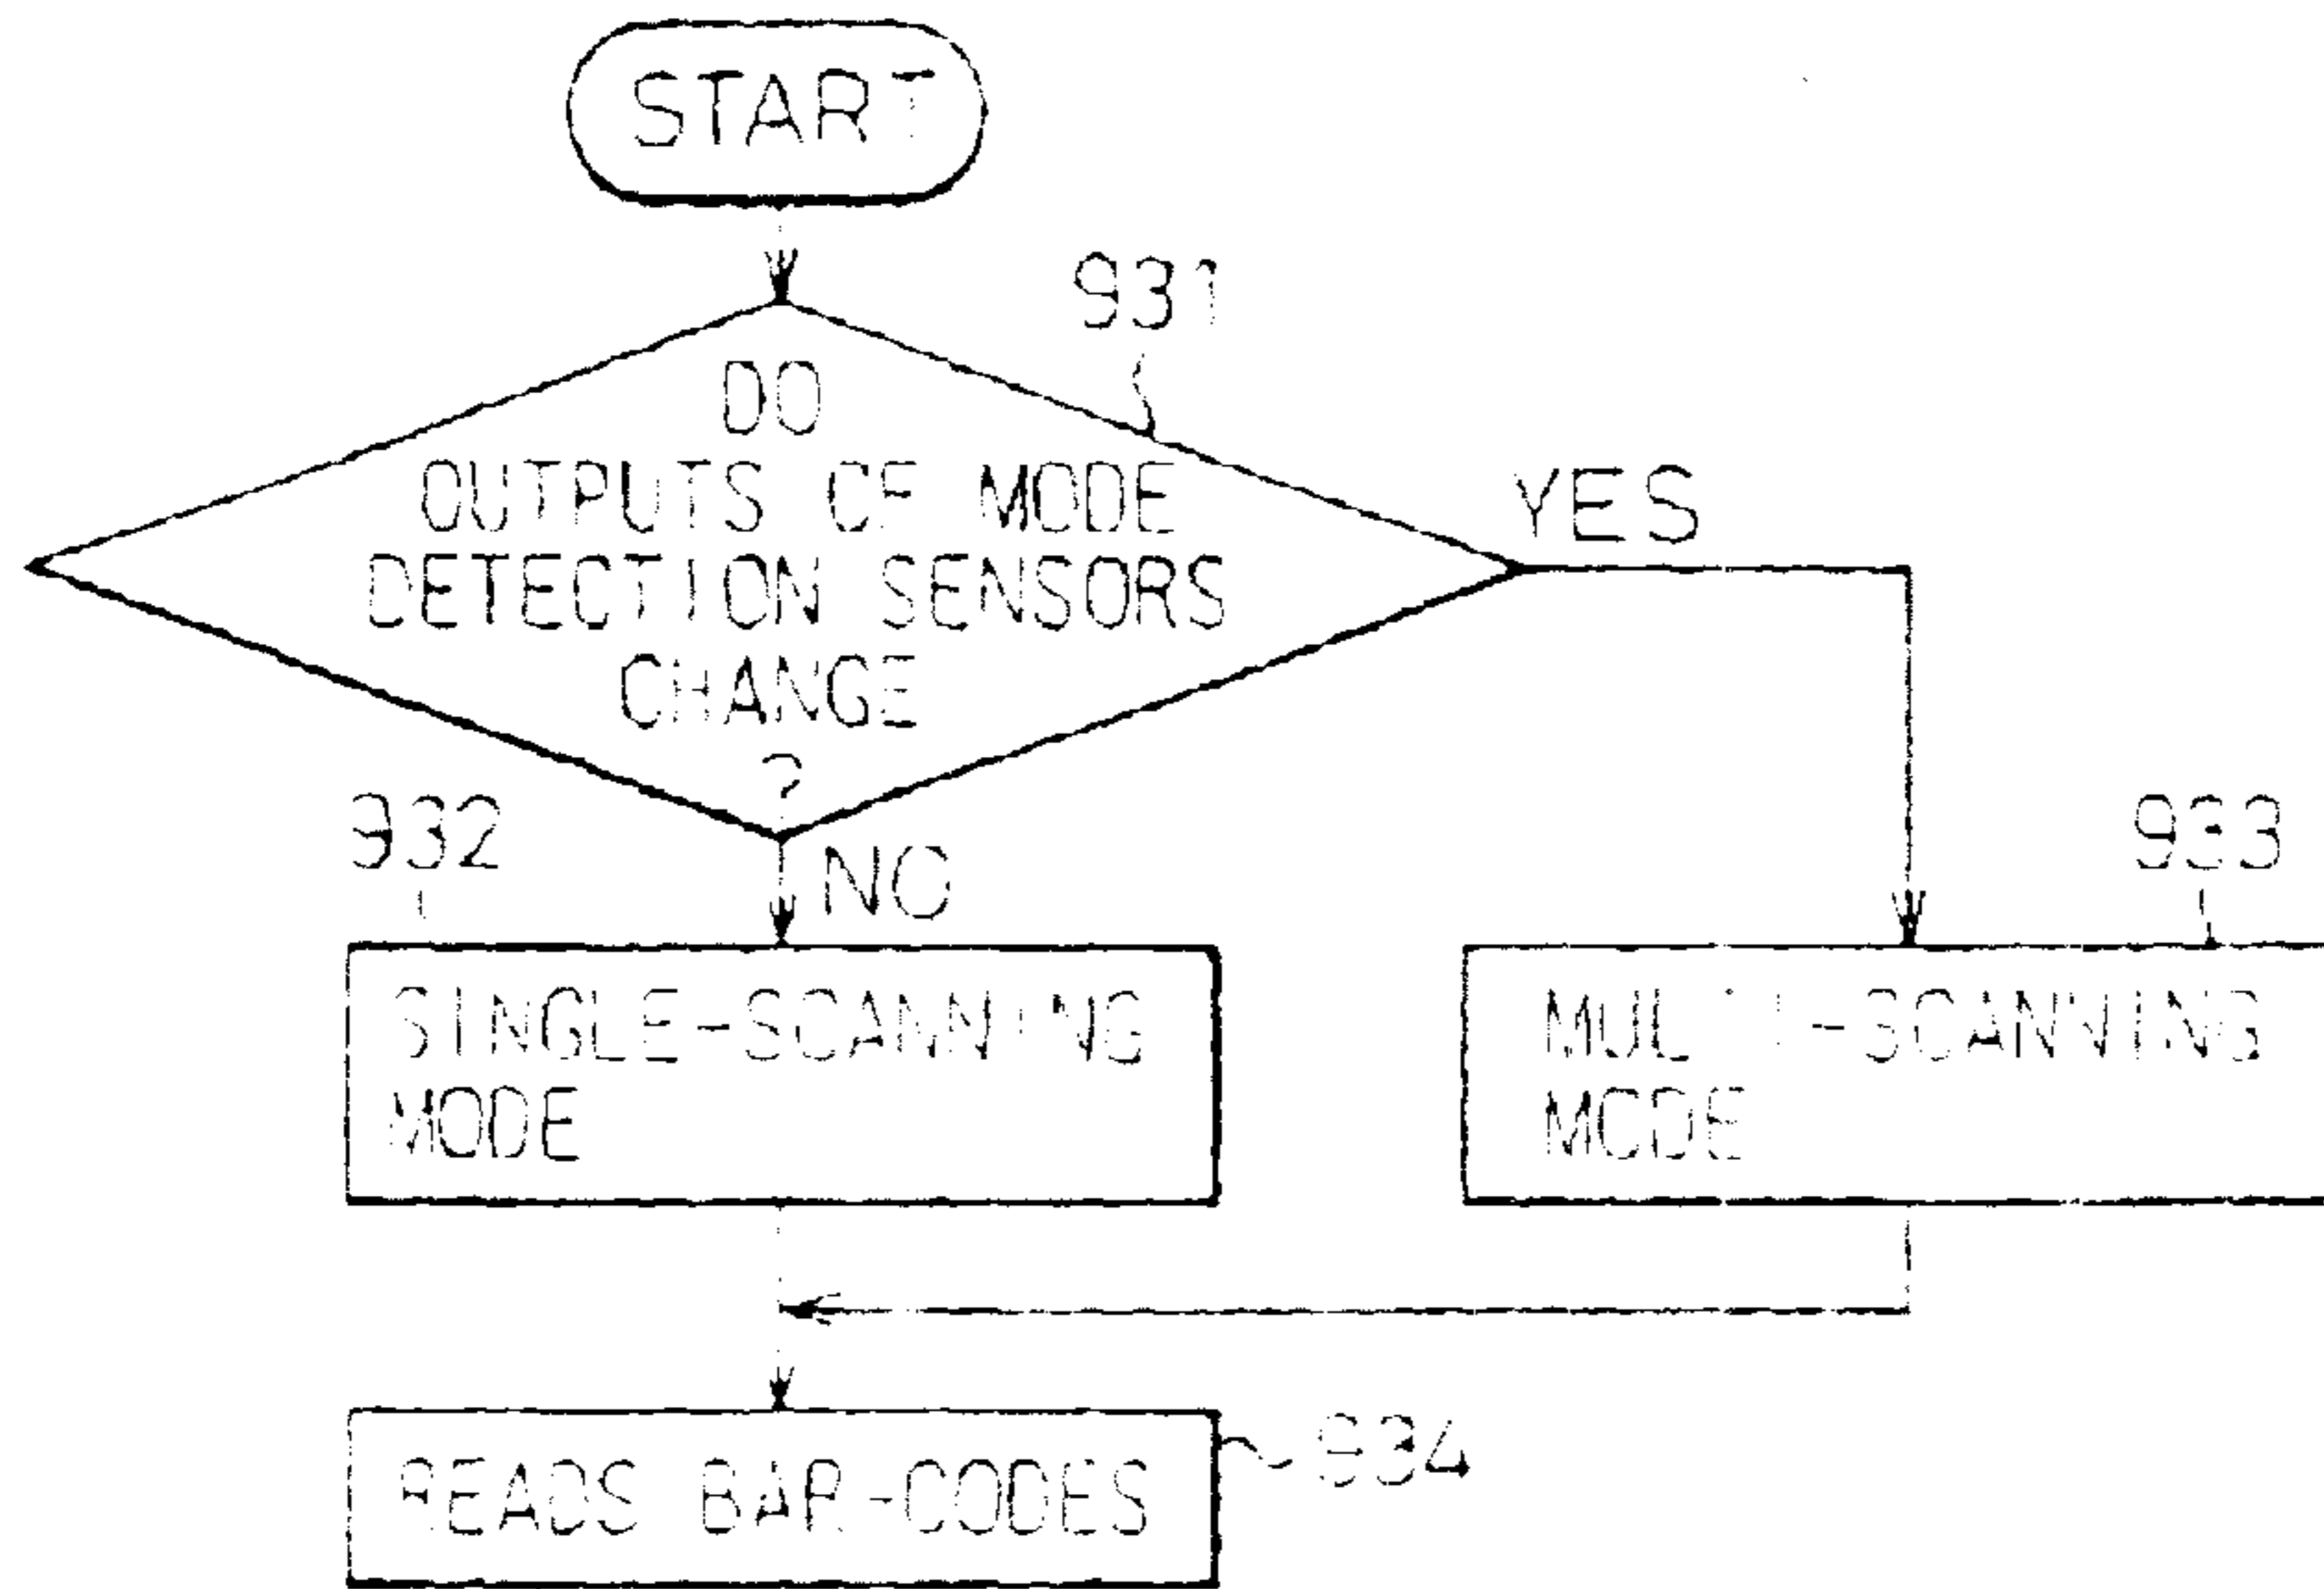 START
931
DO
OUTPUTS OF MODE
DETECTION SENSORS
CHANGE
?
YES
932
NO
933
SINGLE-SCANNING
MODE
MULTI-SCANNING
MODE
READS BAR-CODES
934